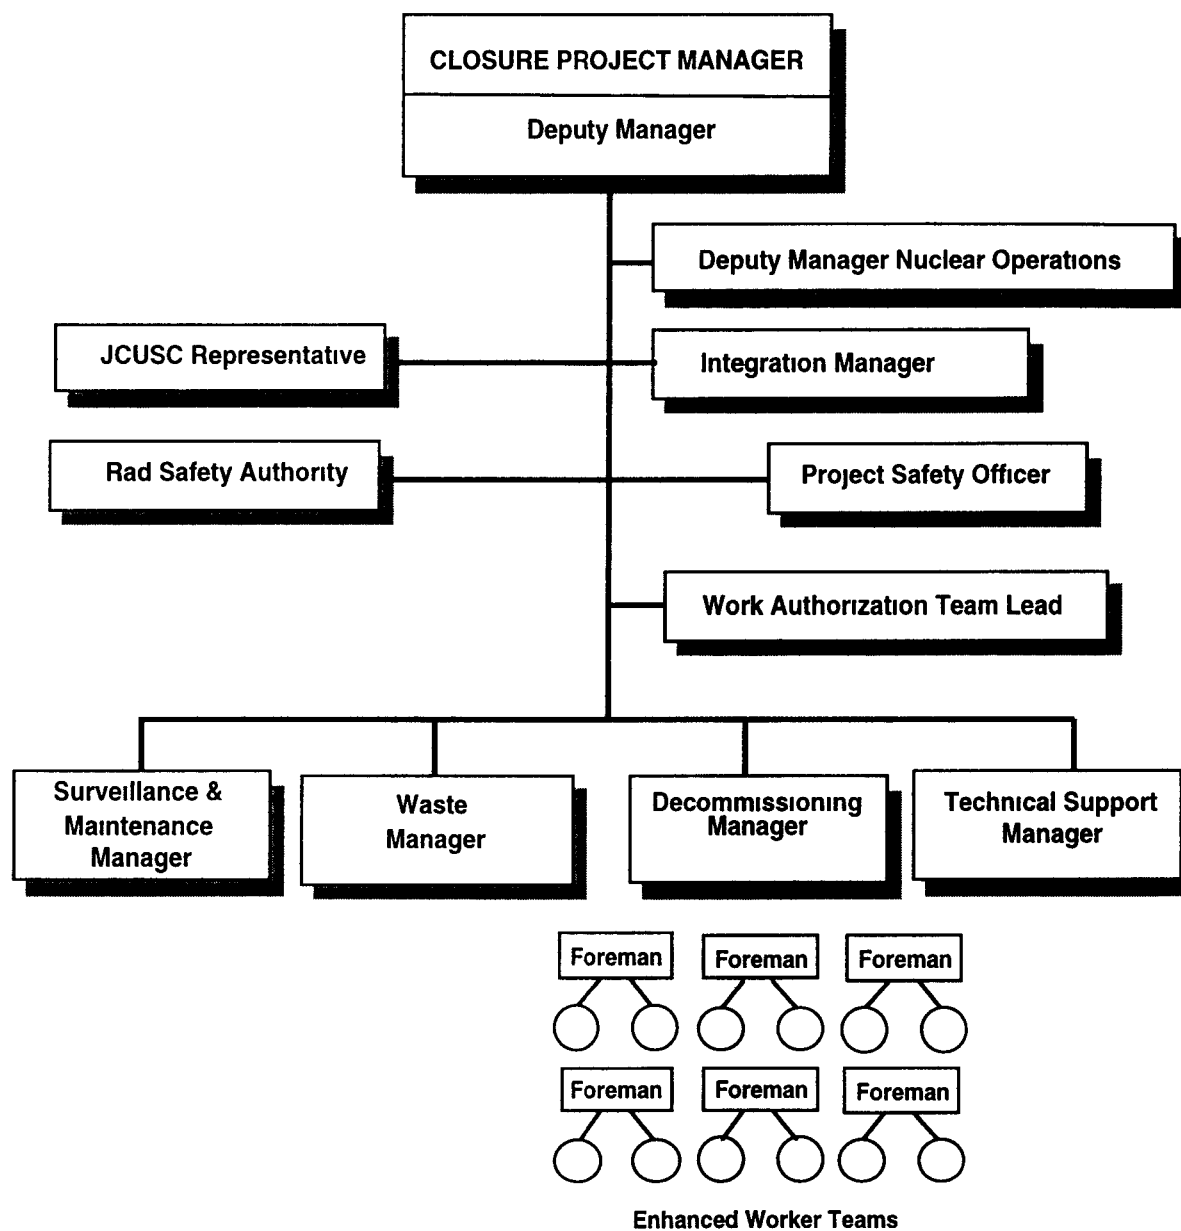 CLOSURE PROJECT MANAGER
Deputy Manager
Deputy Manager Nuclear Operations
JCUSC Representative
Integration Manager
Rad Safety Authority
Project Safety Officer
Work Authorization Team Lead
Surveillance &
Maintenance
Manager
Waste
Manager
Decommissioning
Manager
Technical Support
Manager
Foreman
Foreman
Foreman
Foreman
Foreman
Foreman
Enhanced Worker Teams